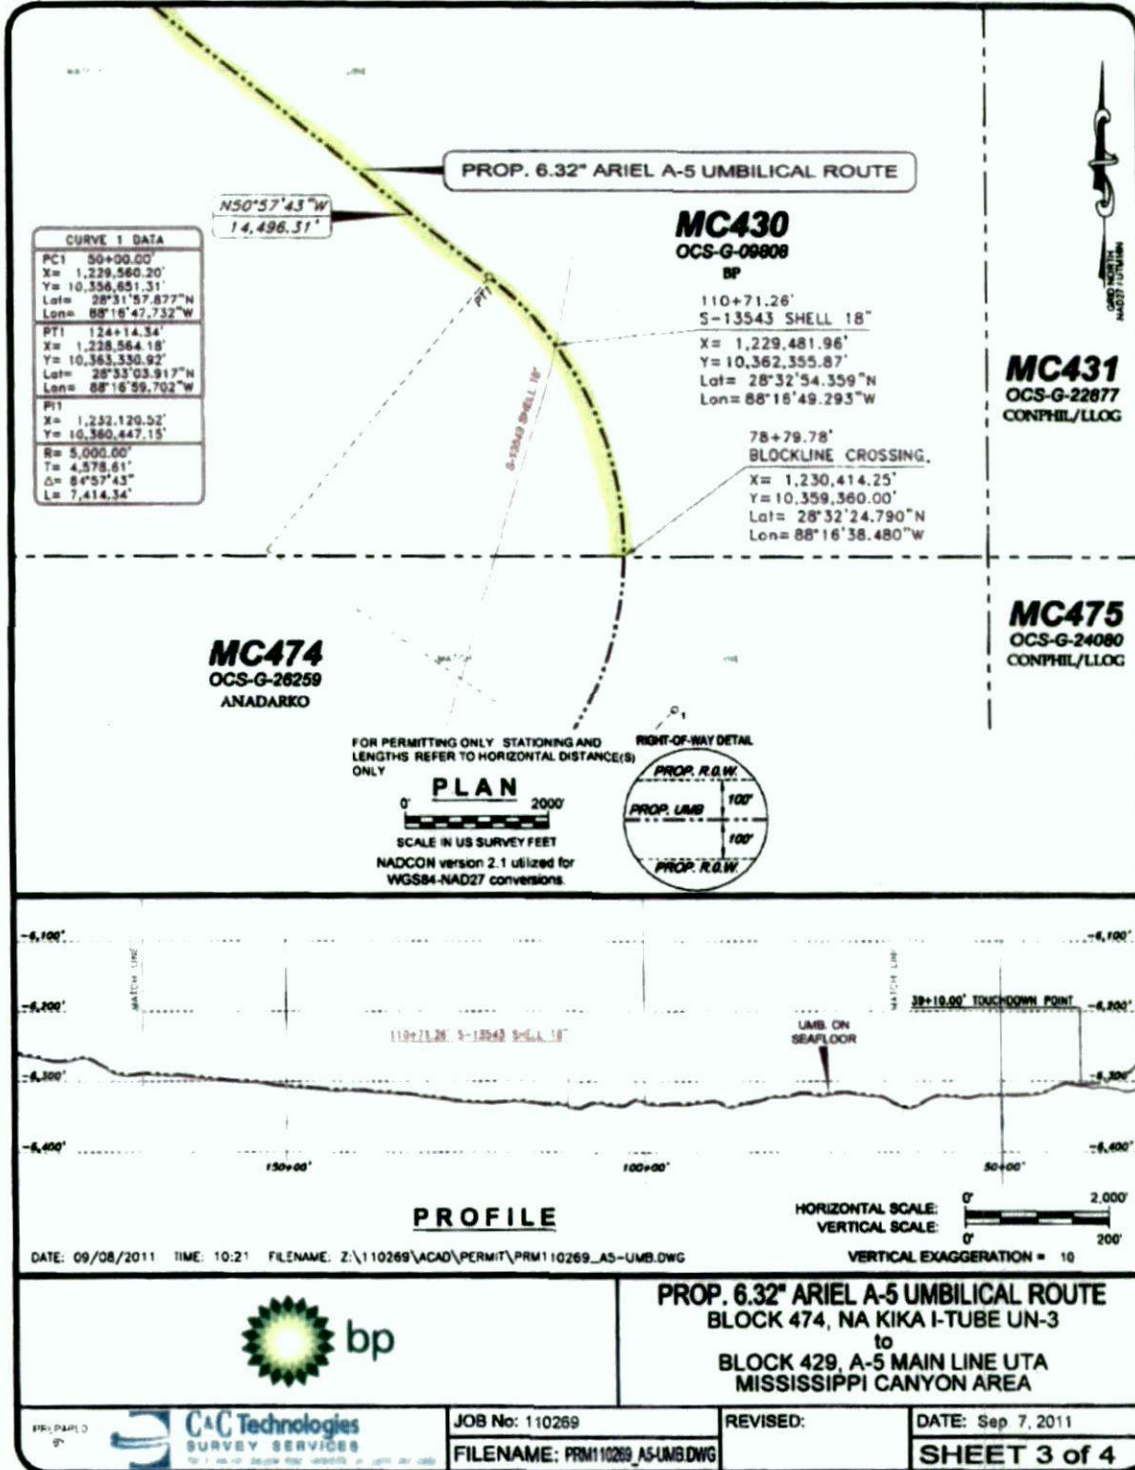 MATCH
LINE
PROP. 6.32" ARIEL A-5 UMBILICAL ROUTE
N50°57'43"W
14,496.31'
MC430
OCS-G-09808
BP
GRID NORTH
CURVE 1 DATA
PC1 50+00.00'
X= 1,229,560.20'
Y= 10,356,651.31'
Lat= 28°31'57.877"N
Lon= 88°16'47.732"W
PT1 124+14.34'
X= 1,228,564.18'
Y= 10,363,330.92'
Lat= 28°33'03.917"N
Lon= 88°16'59.702"W
PI1
X= 1,232,120.52'
Y= 10,360,447.15'
R= 5,000.00'
T= 4,578.61'
Δ= 84°57'43"
L= 7,414.34'
PT1
110+71.26'
S-13543 SHELL 18"
X= 1,229,481.96'
Y= 10,362,355.87'
Lat= 28°32'54.359"N
Lon= 88°16'49.293"W
S-13543 SHELL 18"
MC431
OCS-G-22877
CONPHIL/LLOG
78+79.78'
BLOCKLINE CROSSING.
X= 1,230,414.25'
Y= 10,359,360.00'
Lat= 28°32'24.790"N
Lon= 88°16'38.480"W
MC474
OCS-G-26259
ANADARKO
MATCH
MC475
OCS-G-24080
CONPHIL/LLOG
1
FOR PERMITTING ONLY STATIONING AND
LENGTHS REFER TO HORIZONTAL DISTANCE(S)
ONLY
PLAN
0' 2000'
SCALE IN US SURVEY FEET
NADCON version 2.1 utilized for
WGS84-NAD27 conversions.
RIGHT-OF-WAY DETAIL
PROP. R.O.W.
100'
PROP. UMB
100'
PROP. R.O.W.
-6,100' -6,100'
MATCH LINE
MATCH LINE
-6,200' 39+10.00' TOUCHDOWN POINT -6,200'
110+71.26' S-13543 SHELL 18"
UMB. ON
SEAFLOOR
-6,300' -6,300'
-6,400' -6,400'
150+00' 100+00' 50+00'
PROFILE
HORIZONTAL SCALE: 0' 2,000'
VERTICAL SCALE: 0' 200'
DATE: 09/08/2011 TIME: 10:21 FILENAME: Z:\110269\ACAD\PERMIT\PRM110269_A5-UMB.DWG
VERTICAL EXAGGERATION = 10
bp
PROP. 6.32" ARIEL A-5 UMBILICAL ROUTE
BLOCK 474, NA KIKA I-TUBE UN-3
to
BLOCK 429, A-5 MAIN LINE UTA
MISSISSIPPI CANYON AREA
PREPARED
BY
C&C Technologies
SURVEY SERVICES
JOB No: 110269
FILENAME: PRM110269_A5-UMB.DWG
REVISED:
DATE: Sep 7, 2011
SHEET 3 of 4